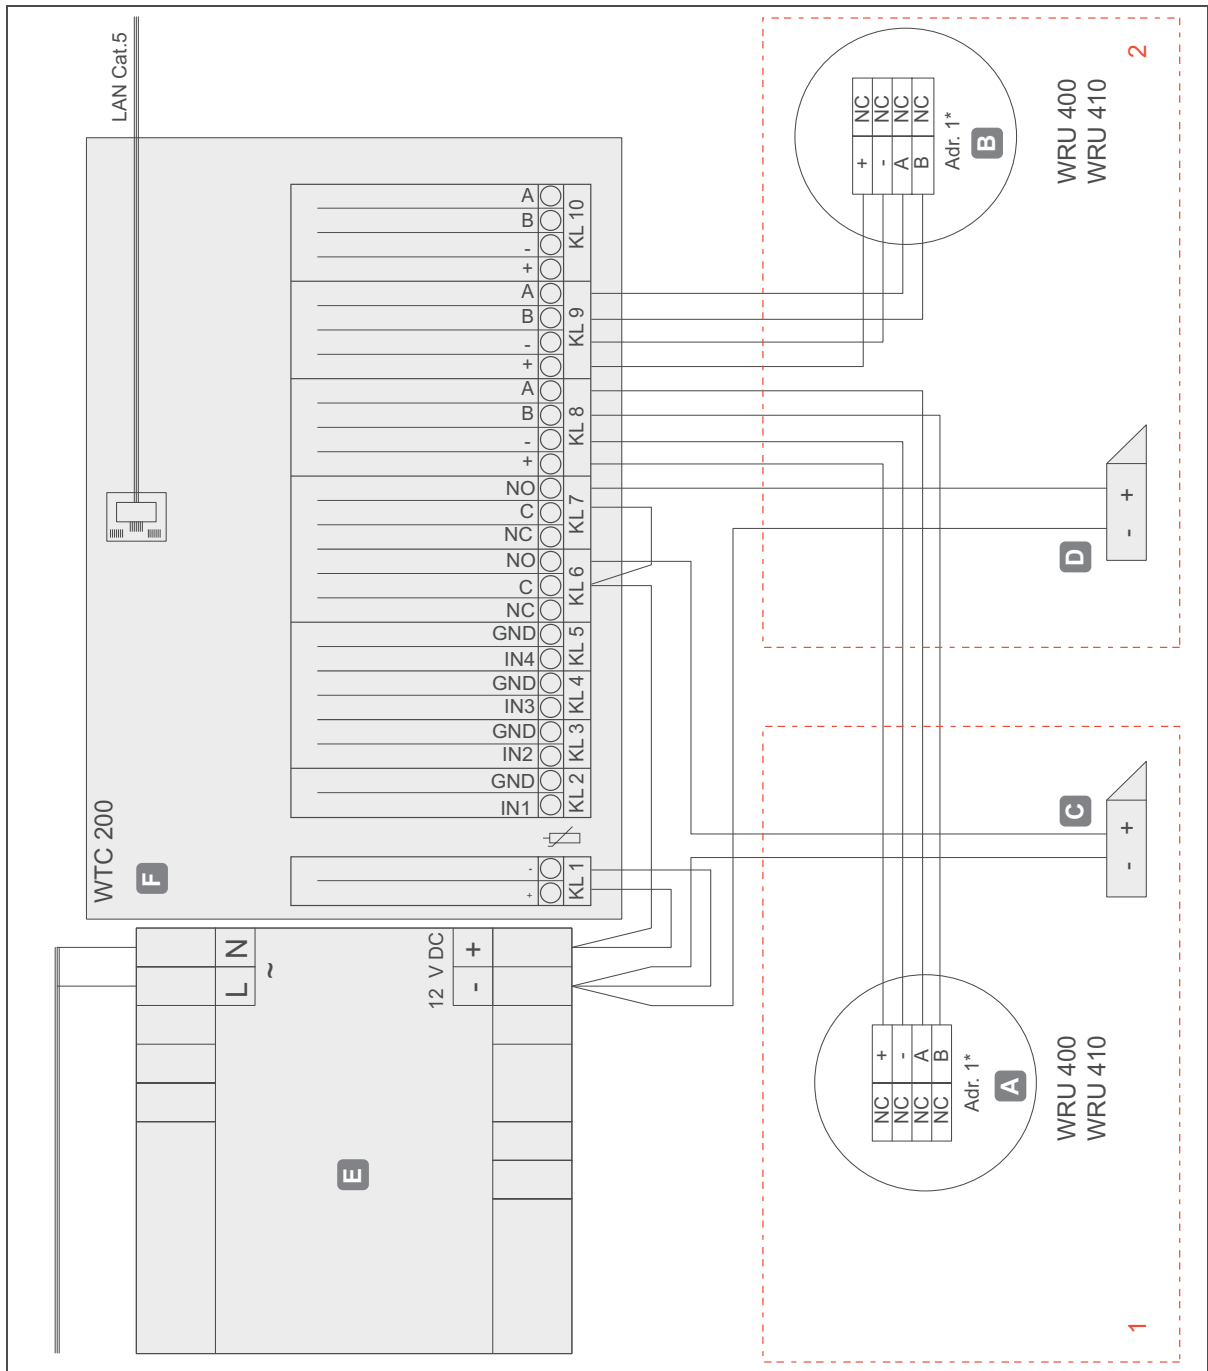 LAN Cat.5
WTC 200
F
A
B
-
+
KL 10
A
B
-
+
KL 9
A
B
-
+
KL 8
NO
C
NC
KL 7
NO
C
NC
KL 6
GND
IN4
KL 5
GND
IN3
KL 4
GND
IN2
KL 3
GND
IN1
KL 2
-
+
KL 1
L N
~
12 V DC
- +
E
2
+ NC
- NC
A NC
B NC
Adr. 1*
B
WRU 400
WRU 410
D
- +
1
C
- +
NC +
NC -
NC A
NC B
Adr. 1*
A
WRU 400
WRU 410